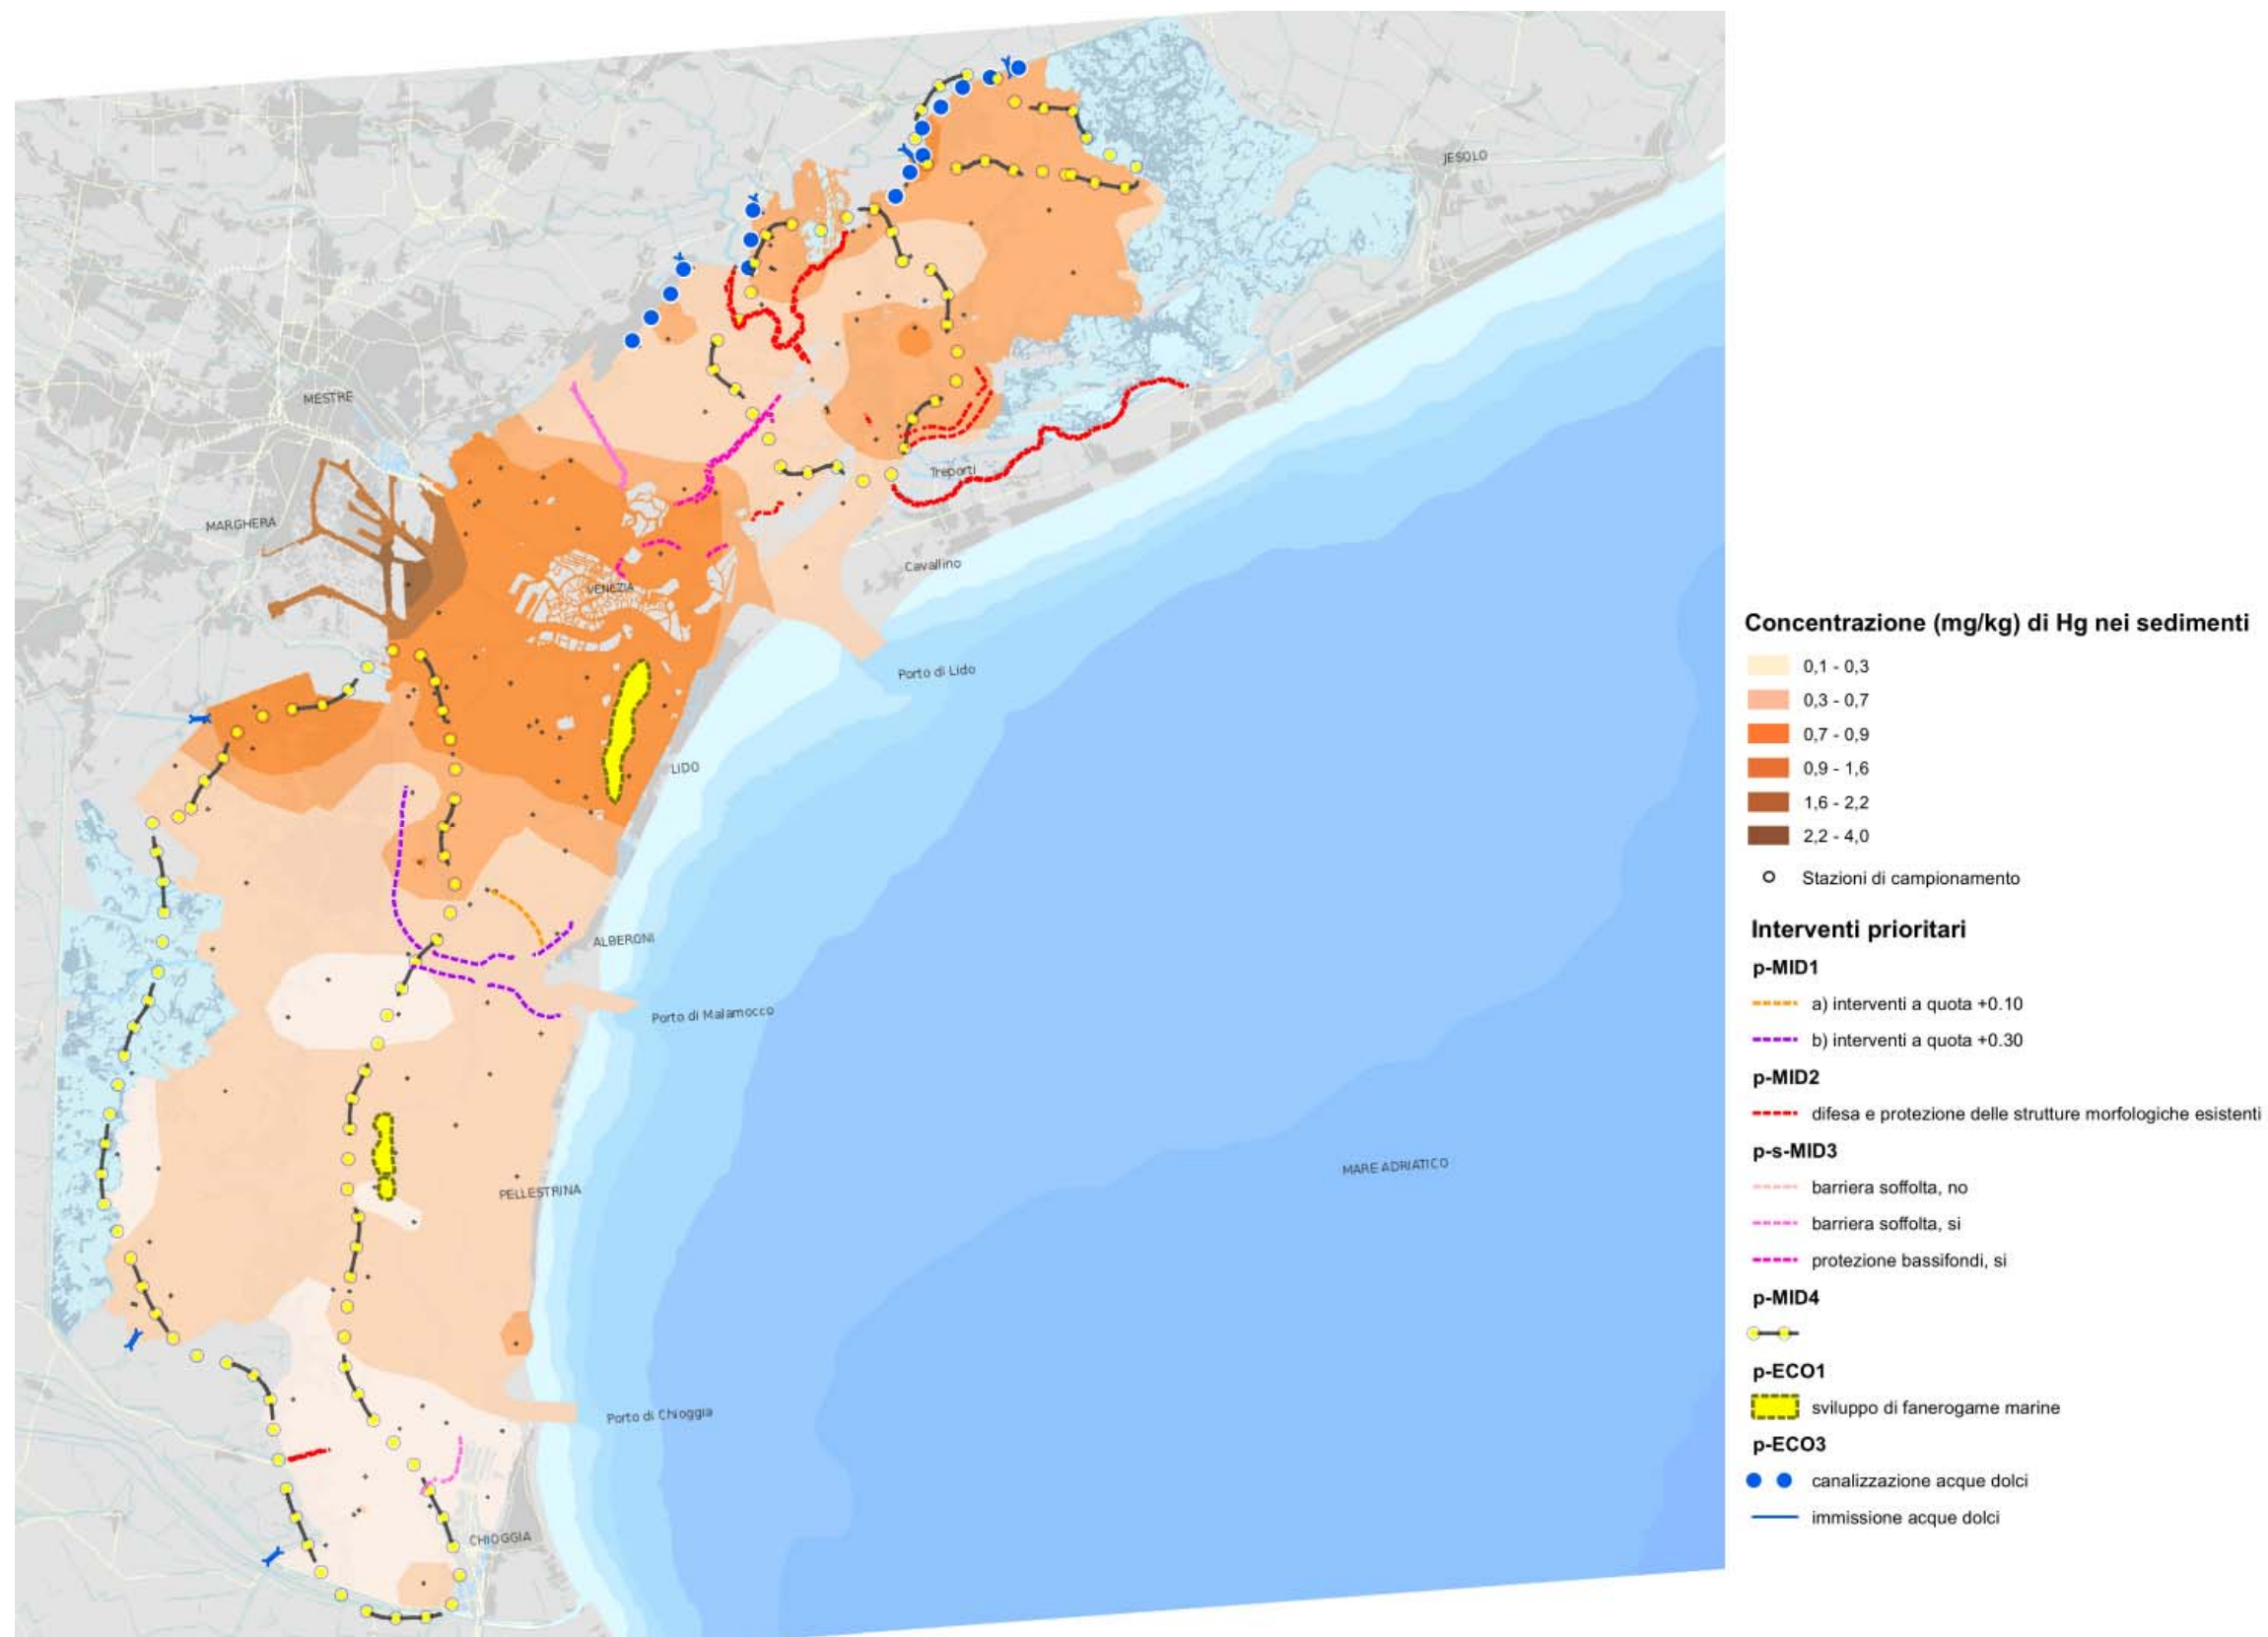 JESOLO
MESTRE
MARGHERA
Treporti
Cavallino
VENEZIA
Porto di Lido
LIDO
ALBERONI
Porto di Malamocco
PELLESTRINA
MARE ADRIATICO
Porto di Chioggia
CHIOGGIA
Concentrazione (mg/kg) di Hg nei sedimenti
0,1 - 0,3
0,3 - 0,7
0,7 - 0,9
0,9 - 1,6
1,6 - 2,2
2,2 - 4,0
Stazioni di campionamento
Interventi prioritari
p-MID1
a) interventi a quota +0.10
b) interventi a quota +0.30
p-MID2
difesa e protezione delle strutture morfologiche esistenti
p-s-MID3
barriera soffolta, no
barriera soffolta, si
protezione bassifondi, si
p-MID4
p-ECO1
sviluppo di fanerogame marine
p-ECO3
canalizzazione acque dolci
immissione acque dolci